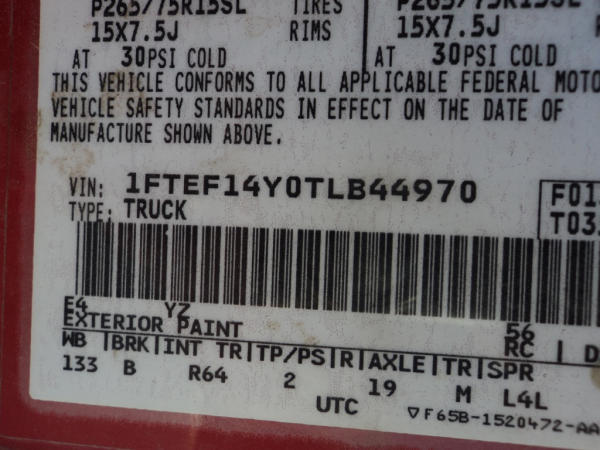 P265/75R15SL TIRES P265/75R15SL
15X7.5J RIMS 15X7.5J
AT 30PSI COLD AT 30PSI COLD
THIS VEHICLE CONFORMS TO ALL APPLICABLE FEDERAL MOTO
VEHICLE SAFETY STANDARDS IN EFFECT ON THE DATE OF
MANUFACTURE SHOWN ABOVE.
VIN: 1FTEF14Y0TLB44970
TYPE: TRUCK
E4 YZ 56
EXTERIOR PAINT RC | D
WB |BRK|INT TR|TP/PS|R|AXLE|TR|SPR
133 B R64 2 19 M L4L
UTC ▽F65B-1520472-AA